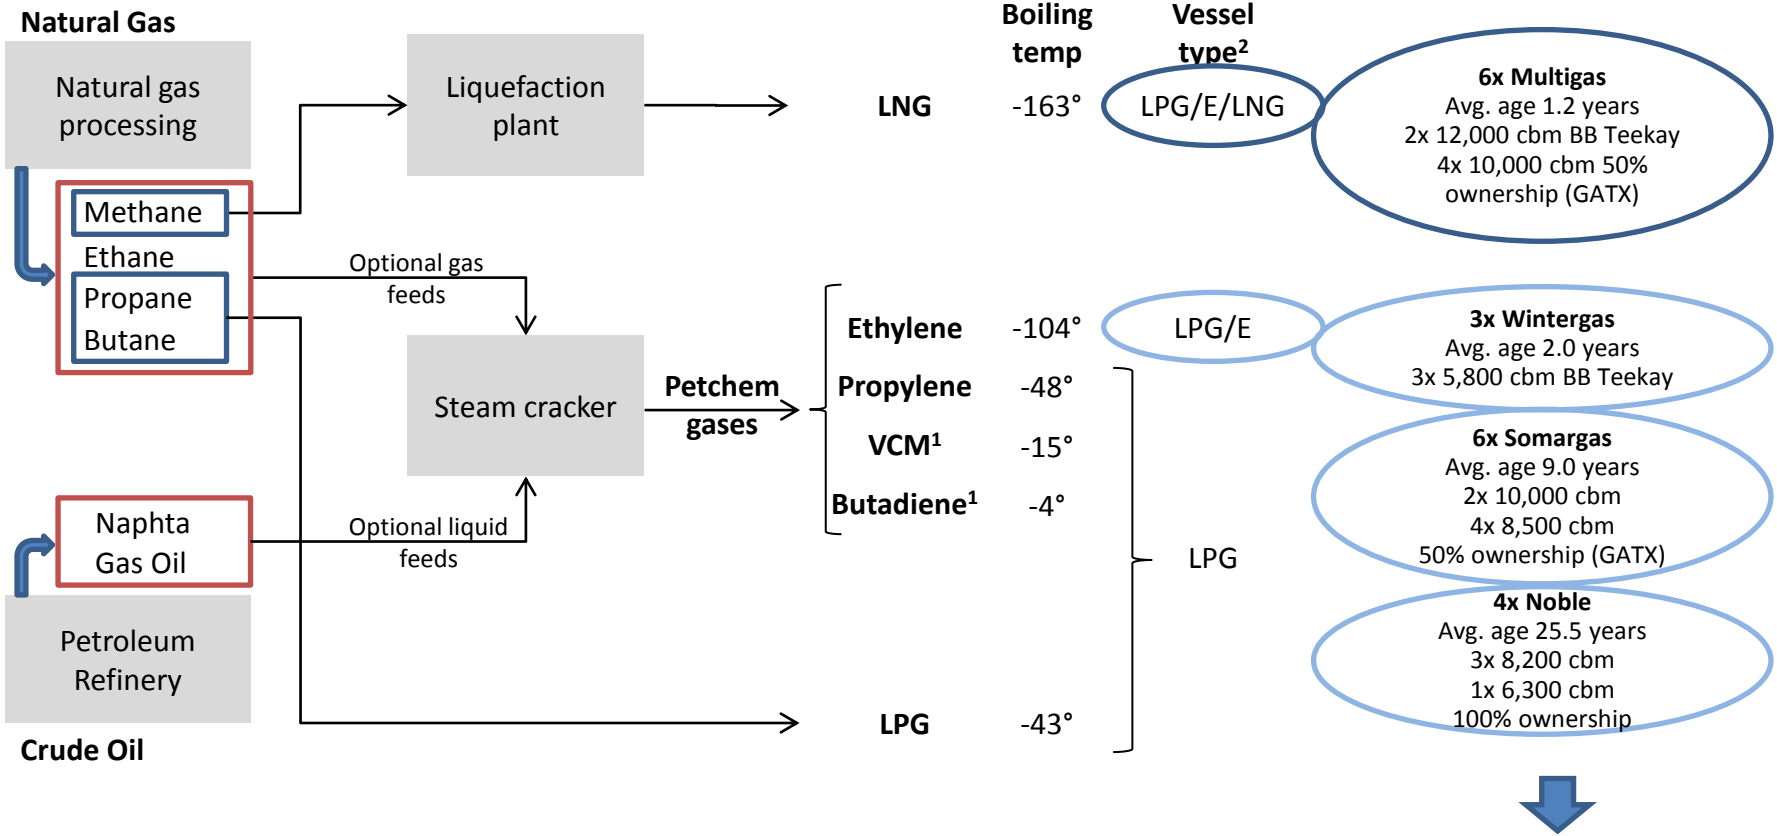 Natural Gas
Natural gas
processing
Methane
Ethane
Propane
Butane
Naphta
Gas Oil
Petroleum
Refinery
Crude Oil
Liquefaction
plant
Optional gas
feeds
Steam cracker
Optional liquid
feeds
Petchem
gases
Boiling
temp
Vessel
type²
LNG -163° LPG/E/LNG
Ethylene -104° LPG/E
Propylene -48°
VCM¹ -15°
Butadiene¹ -4°
LPG
LPG -43°
6x Multigas
Avg. age 1.2 years
2x 12,000 cbm BB Teekay
4x 10,000 cbm 50%
ownership (GATX)
3x Wintergas
Avg. age 2.0 years
3x 5,800 cbm BB Teekay
6x Somargas
Avg. age 9.0 years
2x 10,000 cbm
4x 8,500 cbm
50% ownership (GATX)
4x Noble
Avg. age 25.5 years
3x 8,200 cbm
1x 6,300 cbm
100% ownership